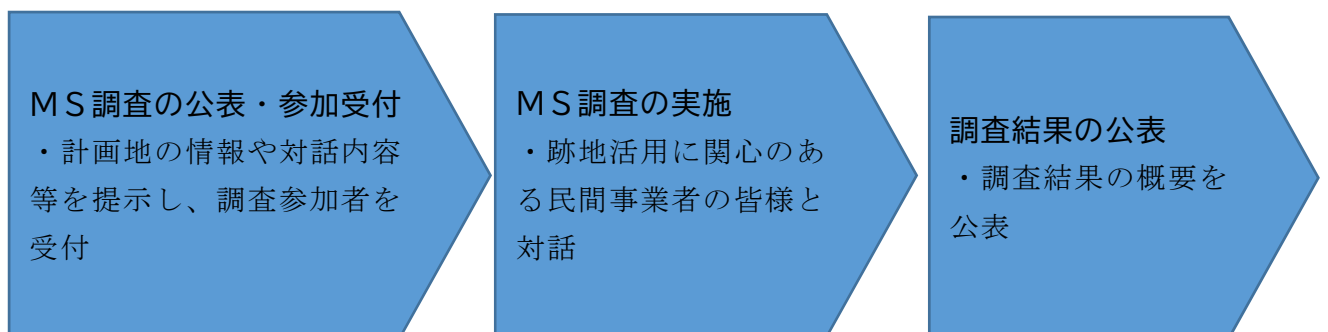 ＭＳ調査の公表・参加受付
・計画地の情報や対話内容
等を提示し、調査参加者を
受付
ＭＳ調査の実施
・跡地活用に関心のあ
る民間事業者の皆様と
対話
調査結果の公表
・調査結果の概要を
公表